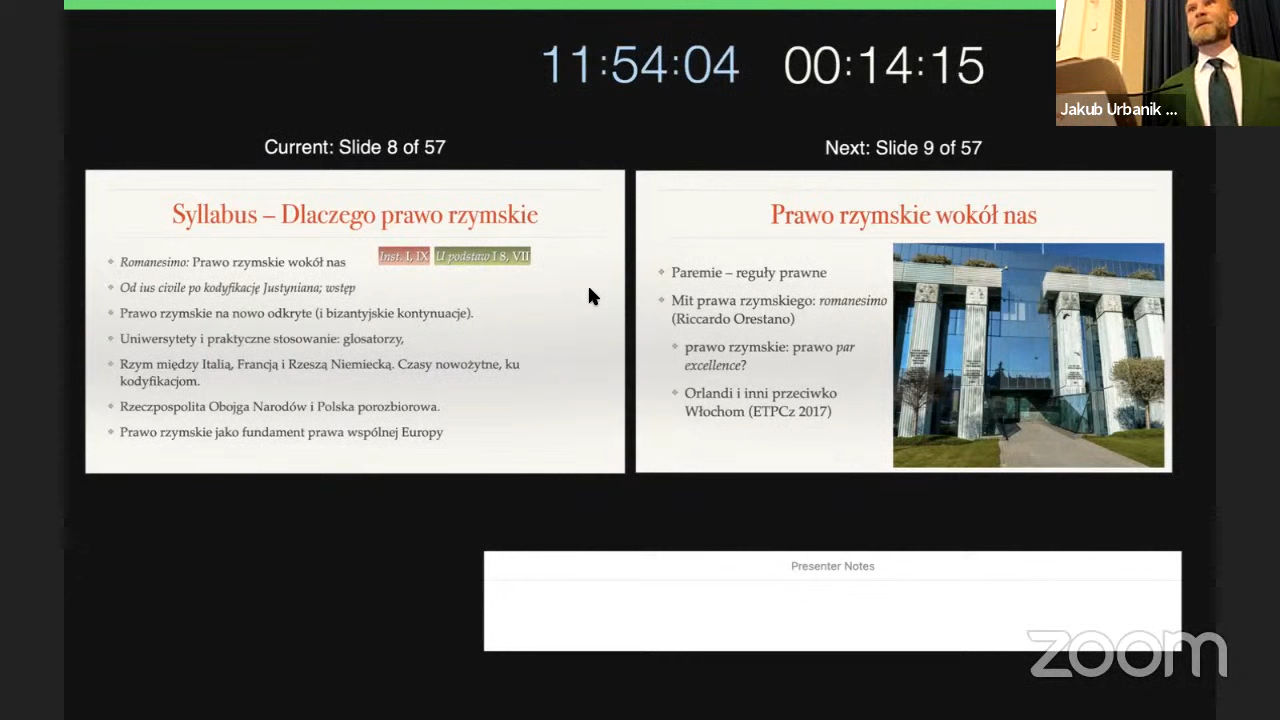 11:54:04 00:14:15
Jakub Urbanik ...
Current: Slide 8 of 57
Next: Slide 9 of 57
Syllabus – Dlaczego prawo rzymskie
Inst. I, IX U podstaw I 8, VII
Romanesimo: Prawo rzymskie wokół nas
Od ius civile po kodyfikację Justyniana; wstęp
Prawo rzymskie na nowo odkryte (i bizantyjskie kontynuacje).
Uniwersytety i praktyczne stosowanie: glosatorzy,
Rzym między Italią, Francją i Rzeszą Niemiecką. Czasy nowożytne, ku
kodyfikacjom.
Rzeczpospolita Obojga Narodów i Polska porozbiorowa.
Prawo rzymskie jako fundament prawa wspólnej Europy
Prawo rzymskie wokół nas
Paremie – reguły prawne
Mit prawa rzymskiego: romanesimo
(Riccardo Orestano)
prawo rzymskie: prawo par
excellence?
Orlandi i inni przeciwko
Włochom (ETPCz 2017)
Presenter Notes
zoom